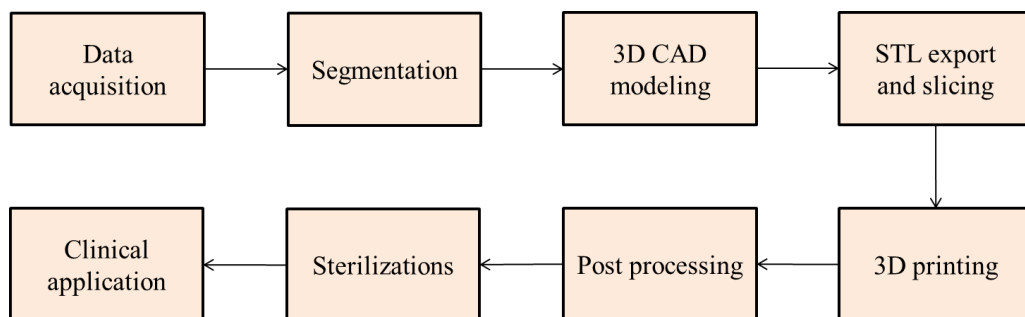 Data
acquisition
Segmentation
3D CAD
modeling
STL export
and slicing
3D printing
Post processing
Sterilizations
Clinical
application